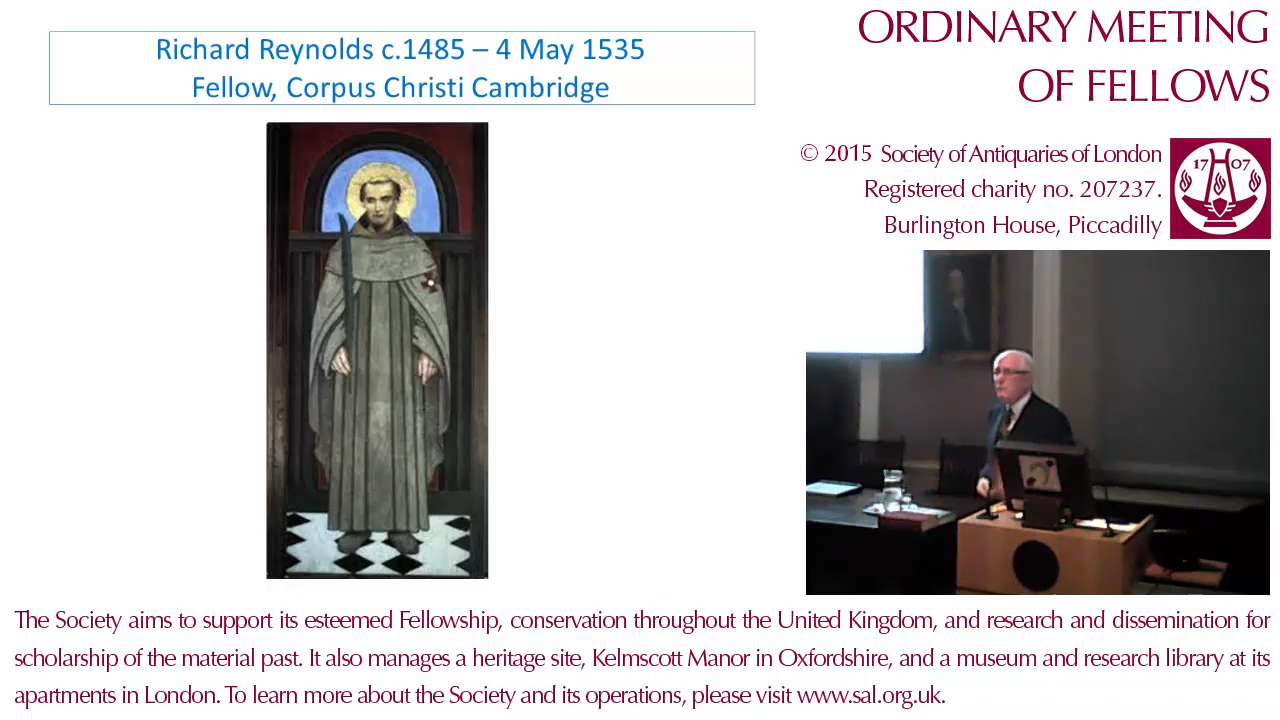 Richard Reynolds c.1485 – 4 May 1535
Fellow, Corpus Christi Cambridge
ORDINARY MEETING
OF FELLOWS
© 2015 Society of Antiquaries of London
Registered charity no. 207237.
Burlington House, Piccadilly
17 07
The Society aims to support its esteemed Fellowship, conservation throughout the United Kingdom, and research and dissemination for
scholarship of the material past. It also manages a heritage site, Kelmscott Manor in Oxfordshire, and a museum and research library at its
apartments in London. To learn more about the Society and its operations, please visit www.sal.org.uk.